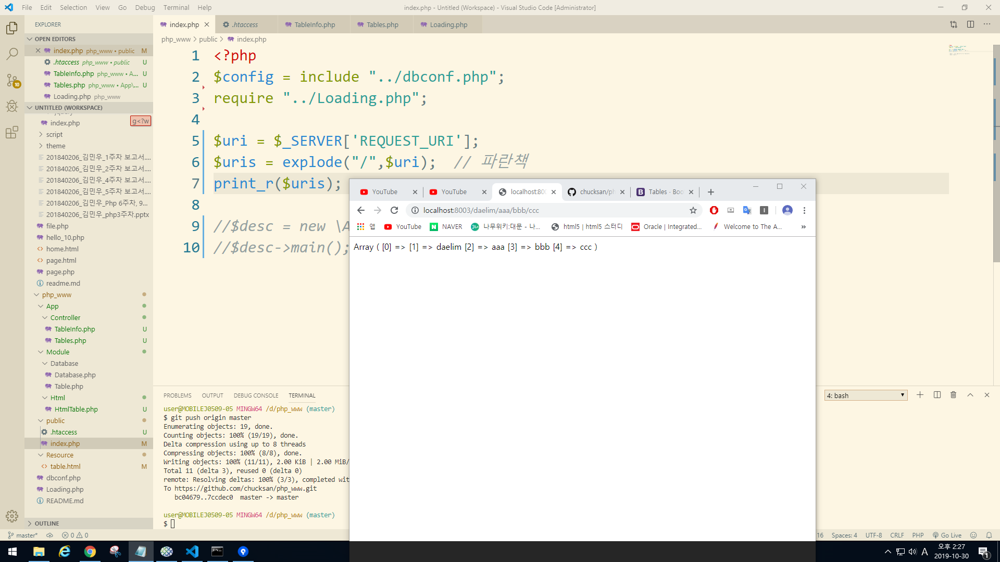 File Edit Selection View Go Debug Terminal Help
index.php - Untitled (Workspace) - Visual Studio Code [Administrator]
EXPLORER
OPEN EDITORS
index.php php_www • public M
.htaccess php_www • public U
TableInfo.php php_www • A... U
Tables.php php_www • App\... U
Loading.php php_www
UNTITLED (WORKSPACE)
g<?w
index.php
script
theme
201840206_김민우_1주차 보고서....
201840206_김민우_2주차 보고서....
201840206_김민우_4주차 보고서....
201840206_김민우_5주차 보고서....
201840206_김민우_Php 6주차, 9...
201840206_김민우_php3주차.pptx
file.php
hello_10.php
home.html
page.html
page.php
readme.md
php_www
App
Controller
TableInfo.php U
Tables.php U
Module
Database
Database.php
Table.php
Html
HtmlTable.php U
public
.htaccess U
index.php M
Resource
table.html M
dbconf.php
Loading.php
README.md
OUTLINE
10
index.php .htaccess TableInfo.php Tables.php Loading.php
php_www > public > index.php
1 <?php
2 $config = include "../dbconf.php";
3 require "../Loading.php";
4
5 $uri = $_SERVER['REQUEST_URI'];
6 $uris = explode("/",$uri); // 파란책
7 print_r($uris);
8
9 //$desc = new \A
10 //$desc->main();
YouTube YouTube localhost:800 chucksan/ph Tables · Boo
localhost:8003/daelim/aaa/bbb/ccc
앱 YouTube NAVER 나무위키:대문 - 나... html5 | html5 스터디 Oracle | Integrated... Welcome to The A... »
Array ( [0] => [1] => daelim [2] => aaa [3] => bbb [4] => ccc )
PROBLEMS OUTPUT DEBUG CONSOLE TERMINAL
4: bash
user@MOBILEJ0509-05 MINGW64 /d/php_www (master)
$ git push origin master
Enumerating objects: 19, done.
Counting objects: 100% (19/19), done.
Delta compression using up to 8 threads
Compressing objects: 100% (8/8), done.
Writing objects: 100% (11/11), 2.00 KiB | 2.00 MiB/
Total 11 (delta 3), reused 0 (delta 0)
remote: Resolving deltas: 100% (3/3), completed wit
To https://github.com/chucksan/php_www.git
bc04679..7ccdec0 master -> master
user@MOBILEJ0509-05 MINGW64 /d/php_www (master)
$
master* 0 0
16 Spaces: 4 UTF-8 CRLF PHP Go Live
A 오후 2:27
2019-10-30
1